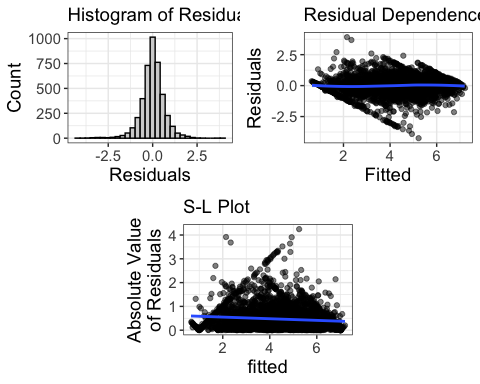 Histogram of Residua
1000
750
500
250
0
Count
-2.5
0.0
2.5
Residuals
Residual Dependence
2.5
0.0
-2.5
Residuals
2
4
6
Fitted
S-L Plot
4
3
2
1
0
Absolute Value
of Residuals
2
4
6
fitted